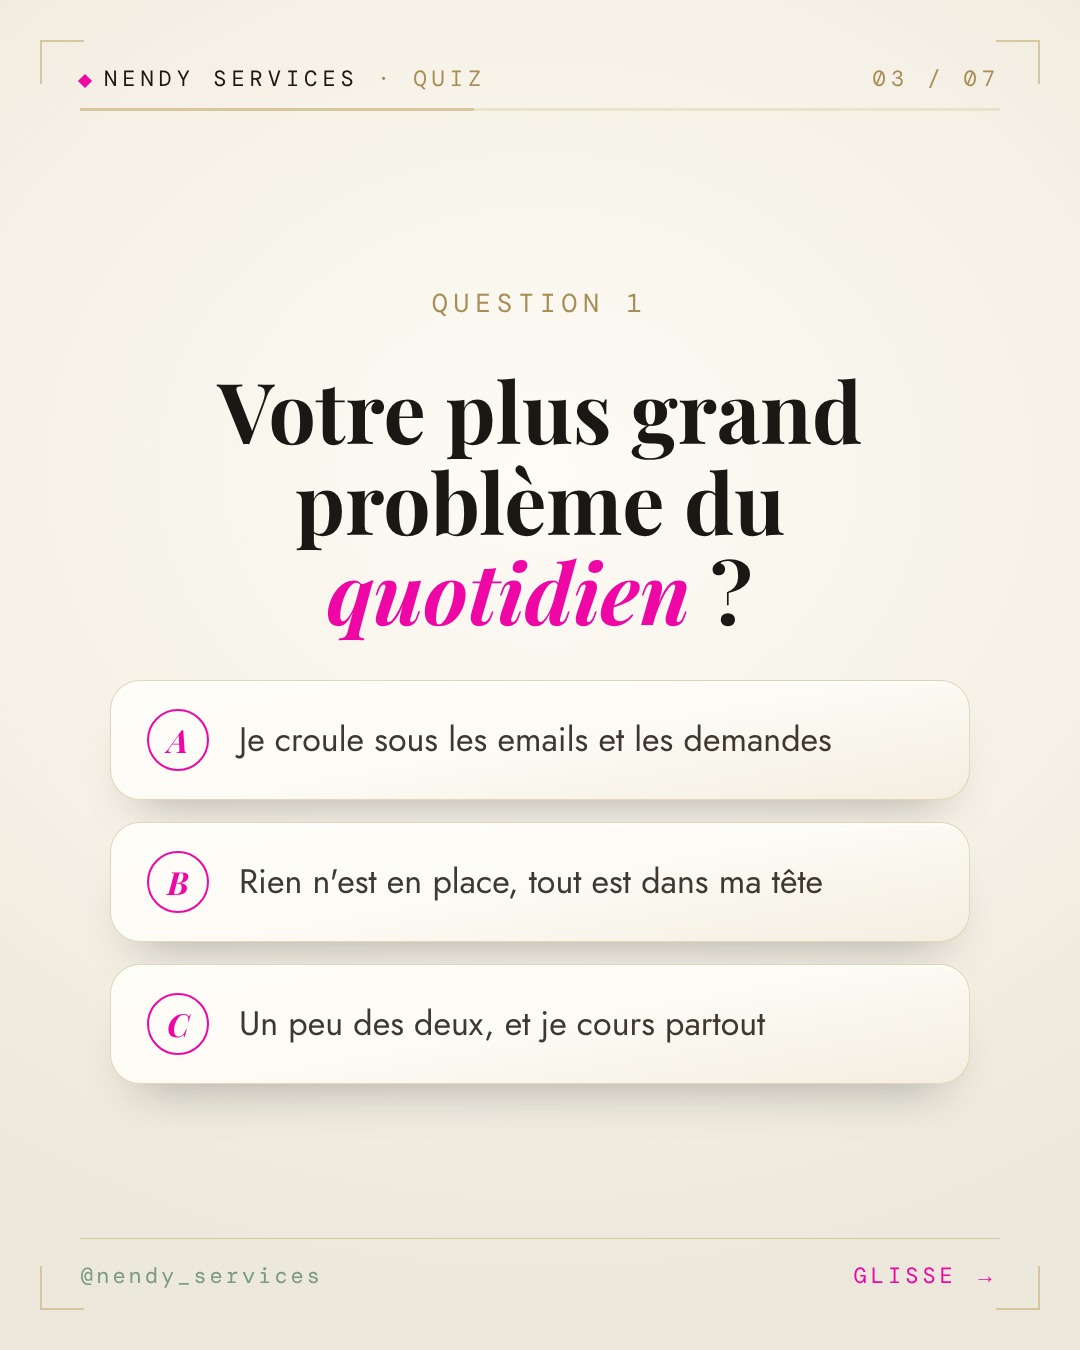 ◆ NENDY SERVICES · QUIZ
03 / 07
QUESTION 1
Votre plus grand
problème du
quotidien ?
A Je croule sous les emails et les demandes
B Rien n'est en place, tout est dans ma tête
C Un peu des deux, et je cours partout
@nendy_services
GLISSE →